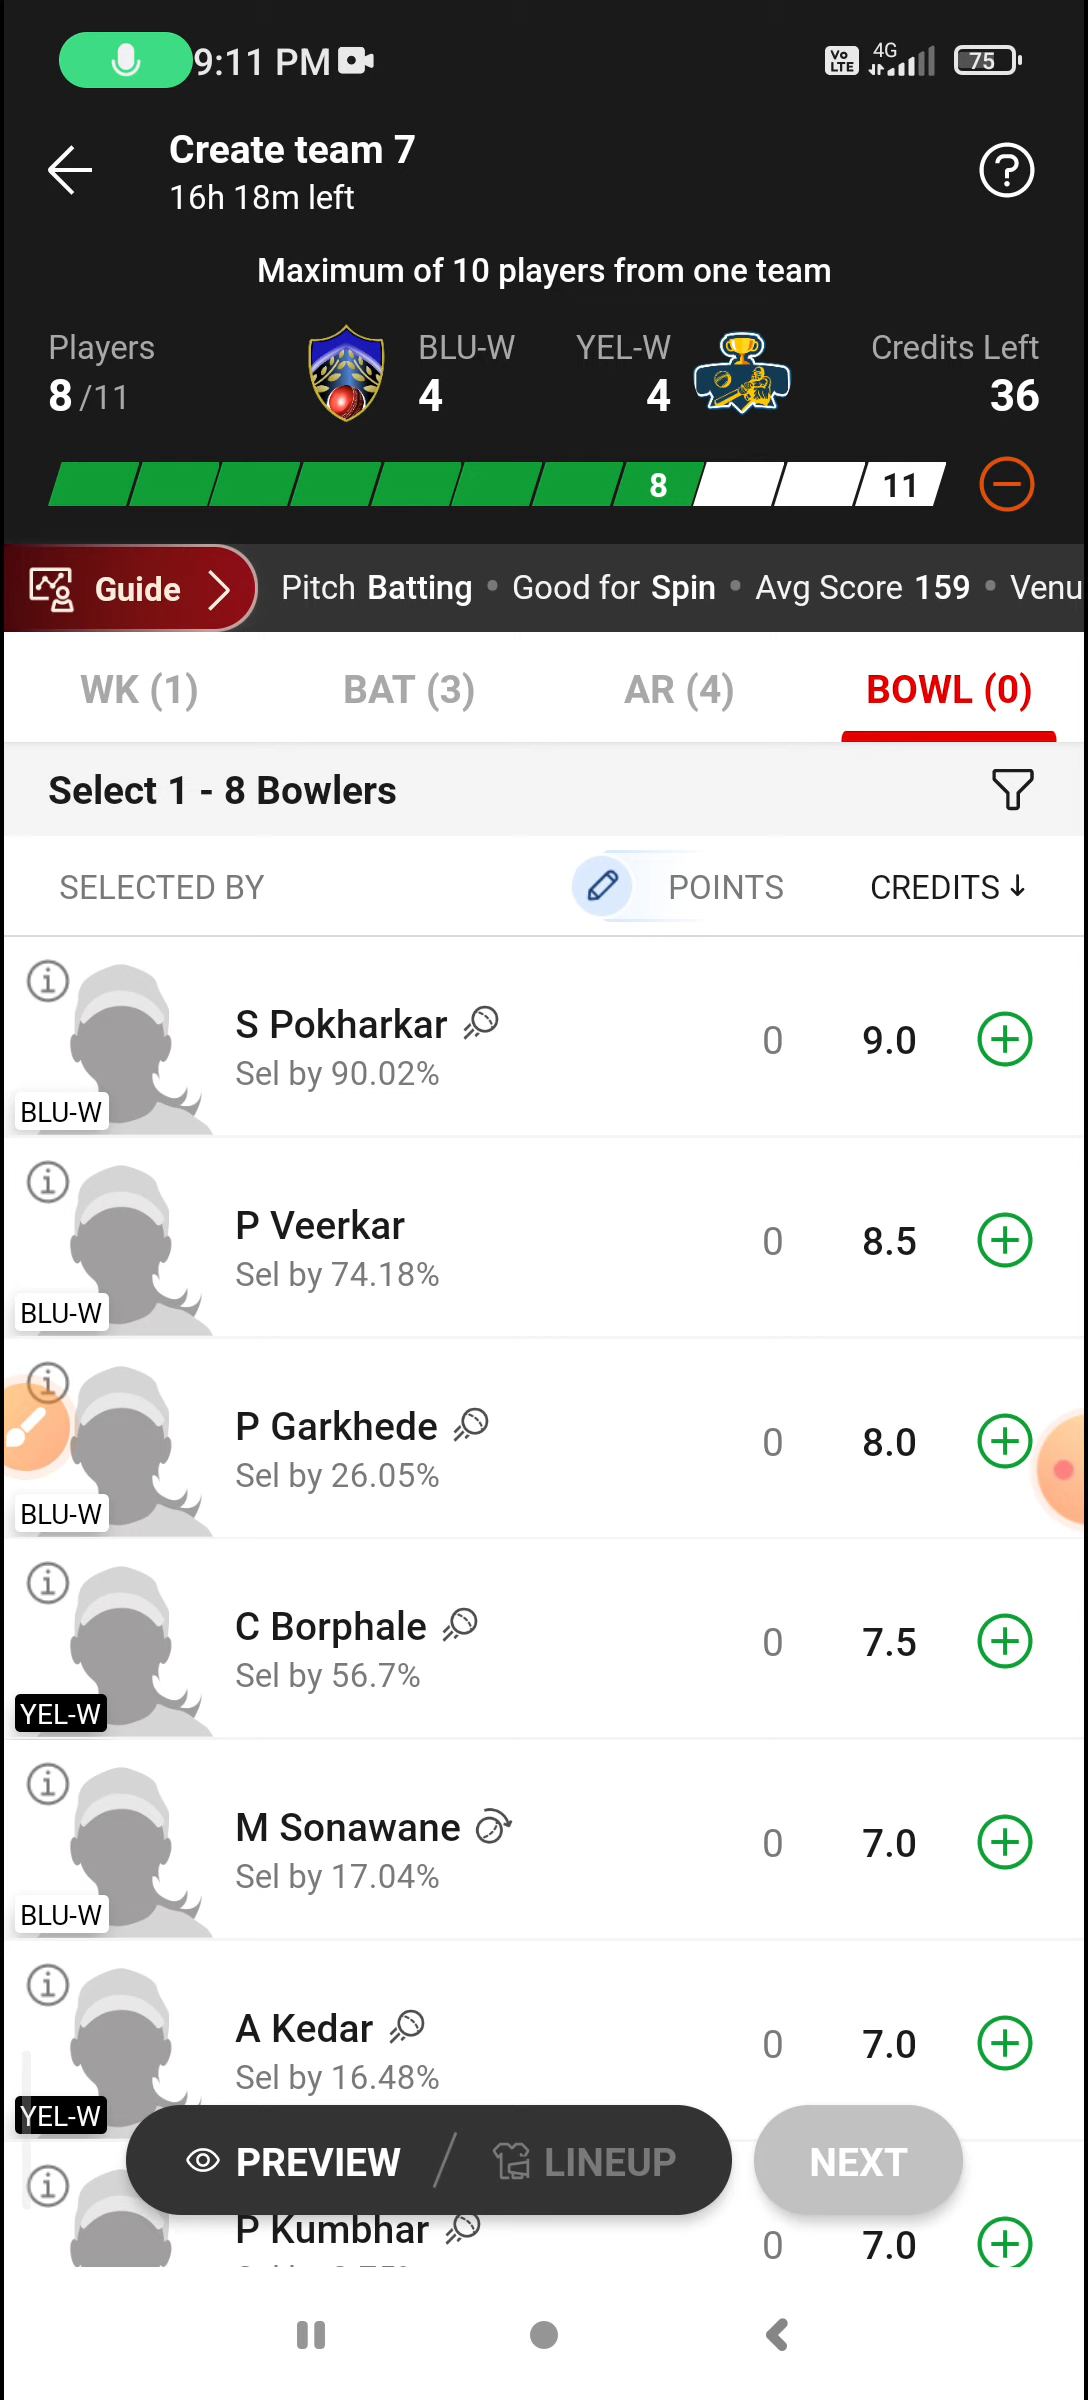 9:11 PM
Vo LTE 4G 75
Create team 7
16h 18m left
Maximum of 10 players from one team
Players BLU-W YEL-W Credits Left
8/11 4 4 36
8 11
Guide Pitch Batting • Good for Spin • Avg Score 159 • Venu
WK (1) BAT (3) AR (4) BOWL (0)
Select 1 - 8 Bowlers
SELECTED BY POINTS CREDITS ↓
S Pokharkar
Sel by 90.02%
0 9.0
BLU-W
P Veerkar
Sel by 74.18%
0 8.5
BLU-W
P Garkhede
Sel by 26.05%
0 8.0
BLU-W
C Borphale
Sel by 56.7%
0 7.5
YEL-W
M Sonawane
Sel by 17.04%
0 7.0
BLU-W
A Kedar
Sel by 16.48%
0 7.0
YEL-W
PREVIEW / LINEUP NEXT
P Kumbhar
0 7.0